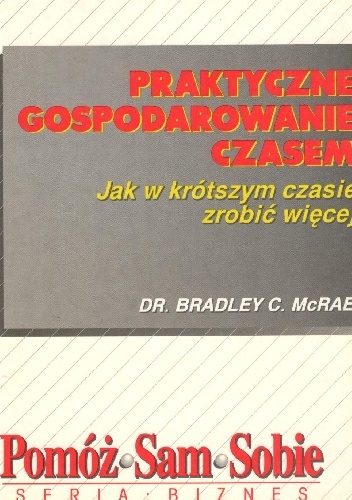 PRAKTYCZNE
GOSPODAROWANIE
CZASEM
Jak w krótszym czasie
zrobić więcej
DR. BRADLEY C. McRAE
Pomóż•Sam•Sobie
SERIA · BIZNES